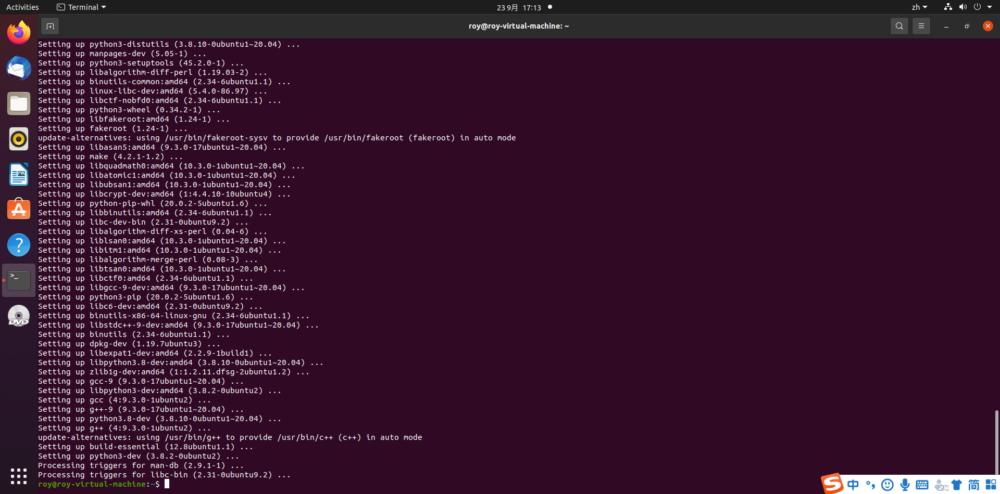 Activities
Terminal
23 9月 17:13
zh
roy@roy-virtual-machine: ~
Setting up python3-distutils (3.8.10-0ubuntu1~20.04) ...
Setting up manpages-dev (5.05-1) ...
Setting up python3-setuptools (45.2.0-1) ...
Setting up libalgorithm-diff-perl (1.19.03-2) ...
Setting up binutils-common:amd64 (2.34-6ubuntu1.1) ...
Setting up linux-libc-dev:amd64 (5.4.0-86.97) ...
Setting up libctf-nobfd0:amd64 (2.34-6ubuntu1.1) ...
Setting up python3-wheel (0.34.2-1) ...
Setting up libfakeroot:amd64 (1.24-1) ...
Setting up fakeroot (1.24-1) ...
update-alternatives: using /usr/bin/fakeroot-sysv to provide /usr/bin/fakeroot (fakeroot) in auto mode
Setting up libasan5:amd64 (9.3.0-17ubuntu1~20.04) ...
Setting up make (4.2.1-1.2) ...
Setting up libquadmath0:amd64 (10.3.0-1ubuntu1~20.04) ...
Setting up libatomic1:amd64 (10.3.0-1ubuntu1~20.04) ...
Setting up libubsan1:amd64 (10.3.0-1ubuntu1~20.04) ...
Setting up libcrypt-dev:amd64 (1:4.4.10-10ubuntu4) ...
Setting up python-pip-whl (20.0.2-5ubuntu1.6) ...
Setting up libbinutils:amd64 (2.34-6ubuntu1.1) ...
Setting up libc-dev-bin (2.31-0ubuntu9.2) ...
Setting up libalgorithm-diff-xs-perl (0.04-6) ...
Setting up liblsan0:amd64 (10.3.0-1ubuntu1~20.04) ...
Setting up libitm1:amd64 (10.3.0-1ubuntu1~20.04) ...
Setting up libalgorithm-merge-perl (0.08-3) ...
Setting up libtsan0:amd64 (10.3.0-1ubuntu1~20.04) ...
Setting up libctf0:amd64 (2.34-6ubuntu1.1) ...
Setting up libgcc-9-dev:amd64 (9.3.0-17ubuntu1~20.04) ...
Setting up python3-pip (20.0.2-5ubuntu1.6) ...
Setting up libc6-dev:amd64 (2.31-0ubuntu9.2) ...
Setting up binutils-x86-64-linux-gnu (2.34-6ubuntu1.1) ...
Setting up libstdc++-9-dev:amd64 (9.3.0-17ubuntu1~20.04) ...
Setting up binutils (2.34-6ubuntu1.1) ...
Setting up dpkg-dev (1.19.7ubuntu3) ...
Setting up libexpat1-dev:amd64 (2.2.9-1build1) ...
Setting up libpython3.8-dev:amd64 (3.8.10-0ubuntu1~20.04) ...
Setting up zlib1g-dev:amd64 (1:1.2.11.dfsg-2ubuntu1.2) ...
Setting up gcc-9 (9.3.0-17ubuntu1~20.04) ...
Setting up libpython3-dev:amd64 (3.8.2-0ubuntu2) ...
Setting up gcc (4:9.3.0-1ubuntu2) ...
Setting up g++-9 (9.3.0-17ubuntu1~20.04) ...
Setting up python3.8-dev (3.8.10-0ubuntu1~20.04) ...
Setting up g++ (4:9.3.0-1ubuntu2) ...
update-alternatives: using /usr/bin/g++ to provide /usr/bin/c++ (c++) in auto mode
Setting up build-essential (12.8ubuntu1.1) ...
Setting up python3-dev (3.8.2-0ubuntu2) ...
Processing triggers for man-db (2.9.1-1) ...
Processing triggers for libc-bin (2.31-0ubuntu9.2) ...
roy@roy-virtual-machine:~$
DVD
S 中 °, 简